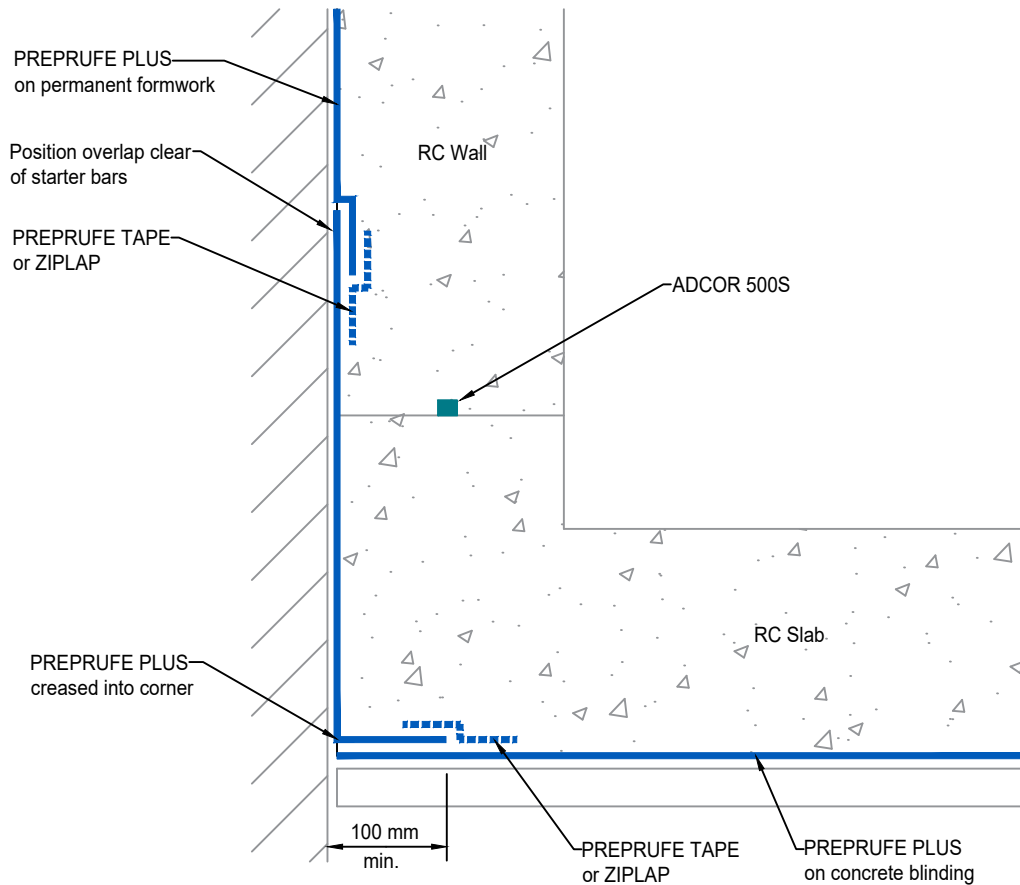 PREPRUFE PLUS
on permanent formwork
RC Wall
Position overlap clear
of starter bars
PREPRUFE TAPE
or ZIPLAP
ADCOR 500S
RC Slab
PREPRUFE PLUS
creased into corner
100 mm
min.
PREPRUFE TAPE
or ZIPLAP
PREPRUFE PLUS
on concrete blinding